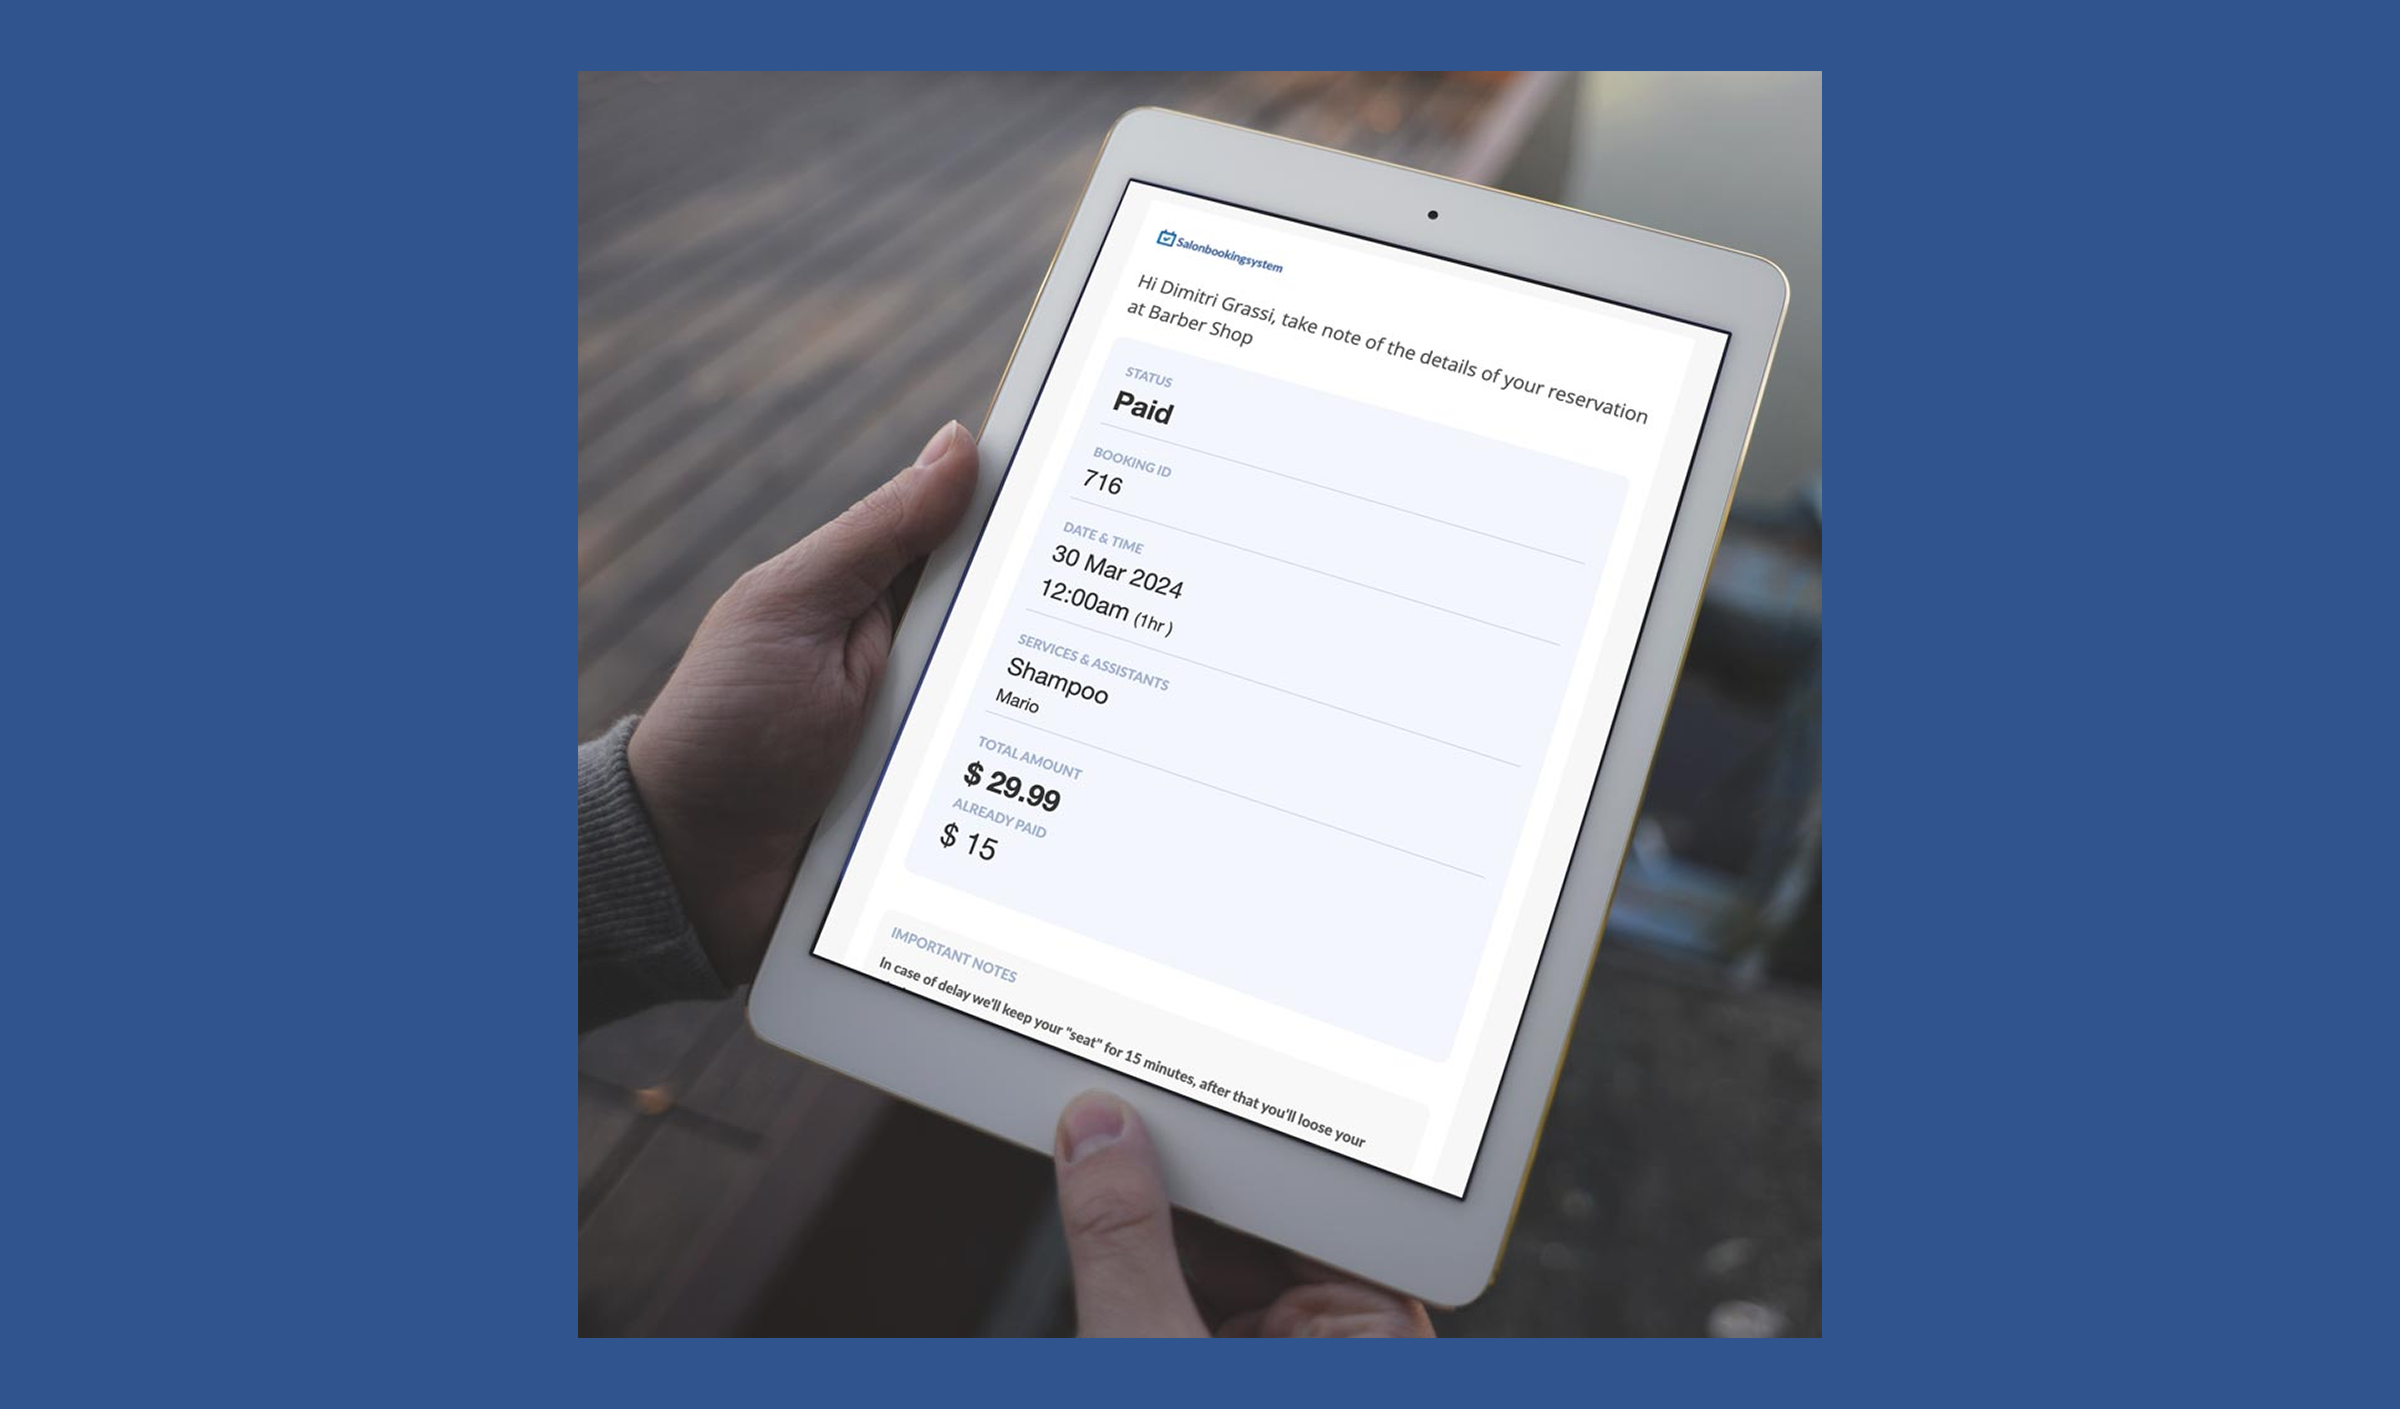 Salonbookingsystem
Hi Dimitri Grassi, take note of the details of your reservation
at Barber Shop
STATUS
Paid
BOOKING ID
716
DATE & TIME
30 Mar 2024
12:00am (1hr )
SERVICES & ASSISTANTS
Shampoo
Mario
TOTAL AMOUNT
$ 29.99
ALREADY PAID
$ 15
IMPORTANT NOTES
In case of delay we'll keep your "seat" for 15 minutes, after that you'll loose your